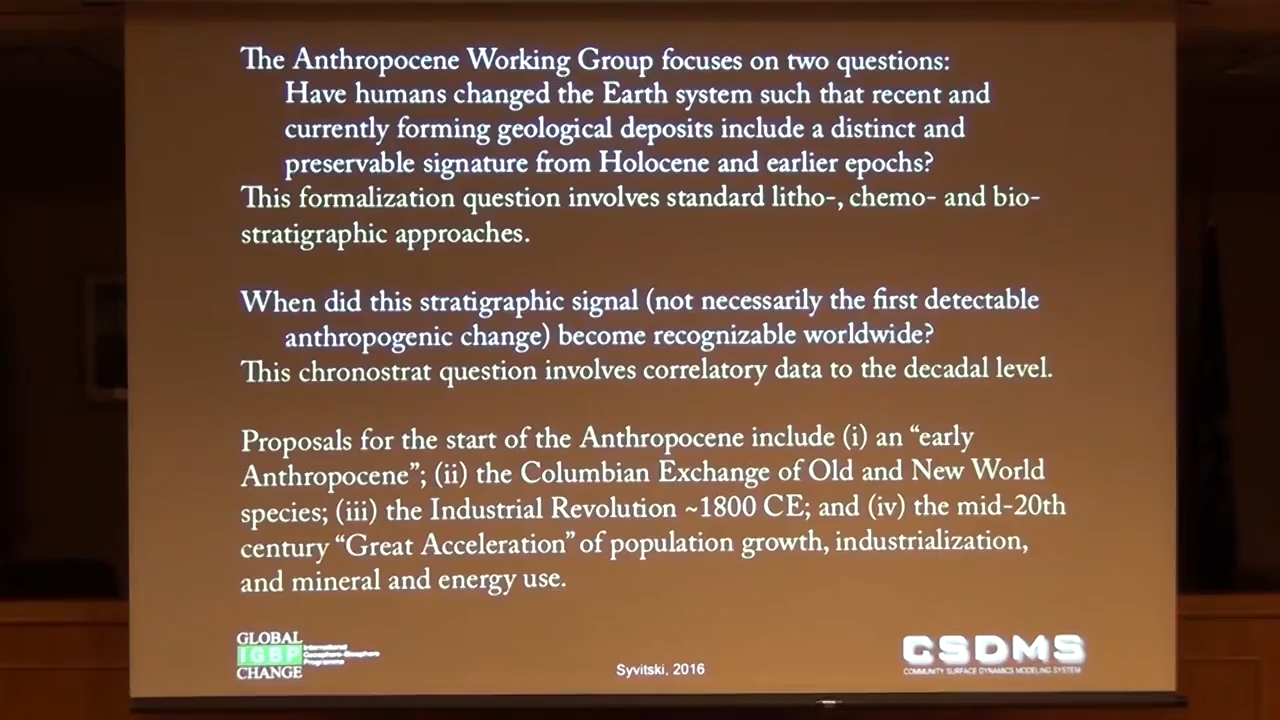 The Anthropocene Working Group focuses on two questions:
Have humans changed the Earth system such that recent and
currently forming geological deposits include a distinct and
preservable signature from Holocene and earlier epochs?
This formalization question involves standard litho-, chemo- and bio-
stratigraphic approaches.
When did this stratigraphic signal (not necessarily the first detectable
anthropogenic change) become recognizable worldwide?
This chronostrat question involves correlatory data to the decadal level.
Proposals for the start of the Anthropocene include (i) an “early
Anthropocene”; (ii) the Columbian Exchange of Old and New World
species; (iii) the Industrial Revolution ~1800 CE; and (iv) the mid-20th
century “Great Acceleration” of population growth, industrialization,
and mineral and energy use.
GLOBAL
IGBP
International
Geosphere-Biosphere
Programme
CHANGE
Syvitski, 2016
CSDMS
COMMUNITY SURFACE DYNAMICS MODELING SYSTEM